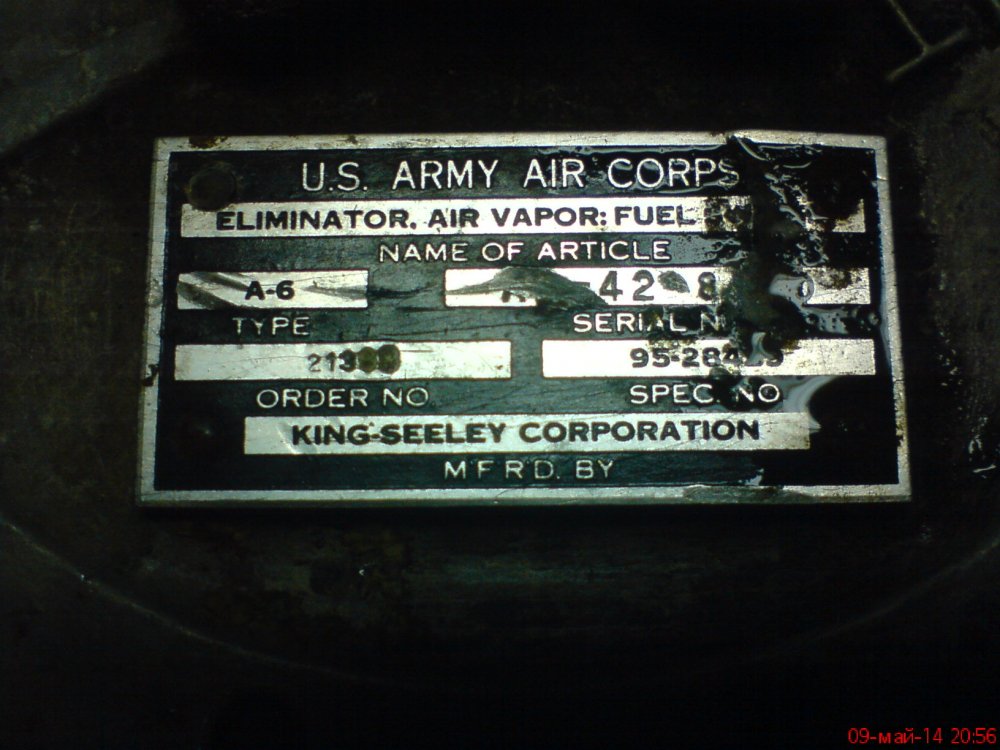 U.S. ARMY AIR CORPS
ELIMINATOR, AIR VAPOR: FUEL
NAME OF ARTICLE
A-6
TYPE
SERIAL
ORDER NO
SPEC. NO
KING-SEELEY CORPORATION
MFRD. BY
09-май-14 20:56